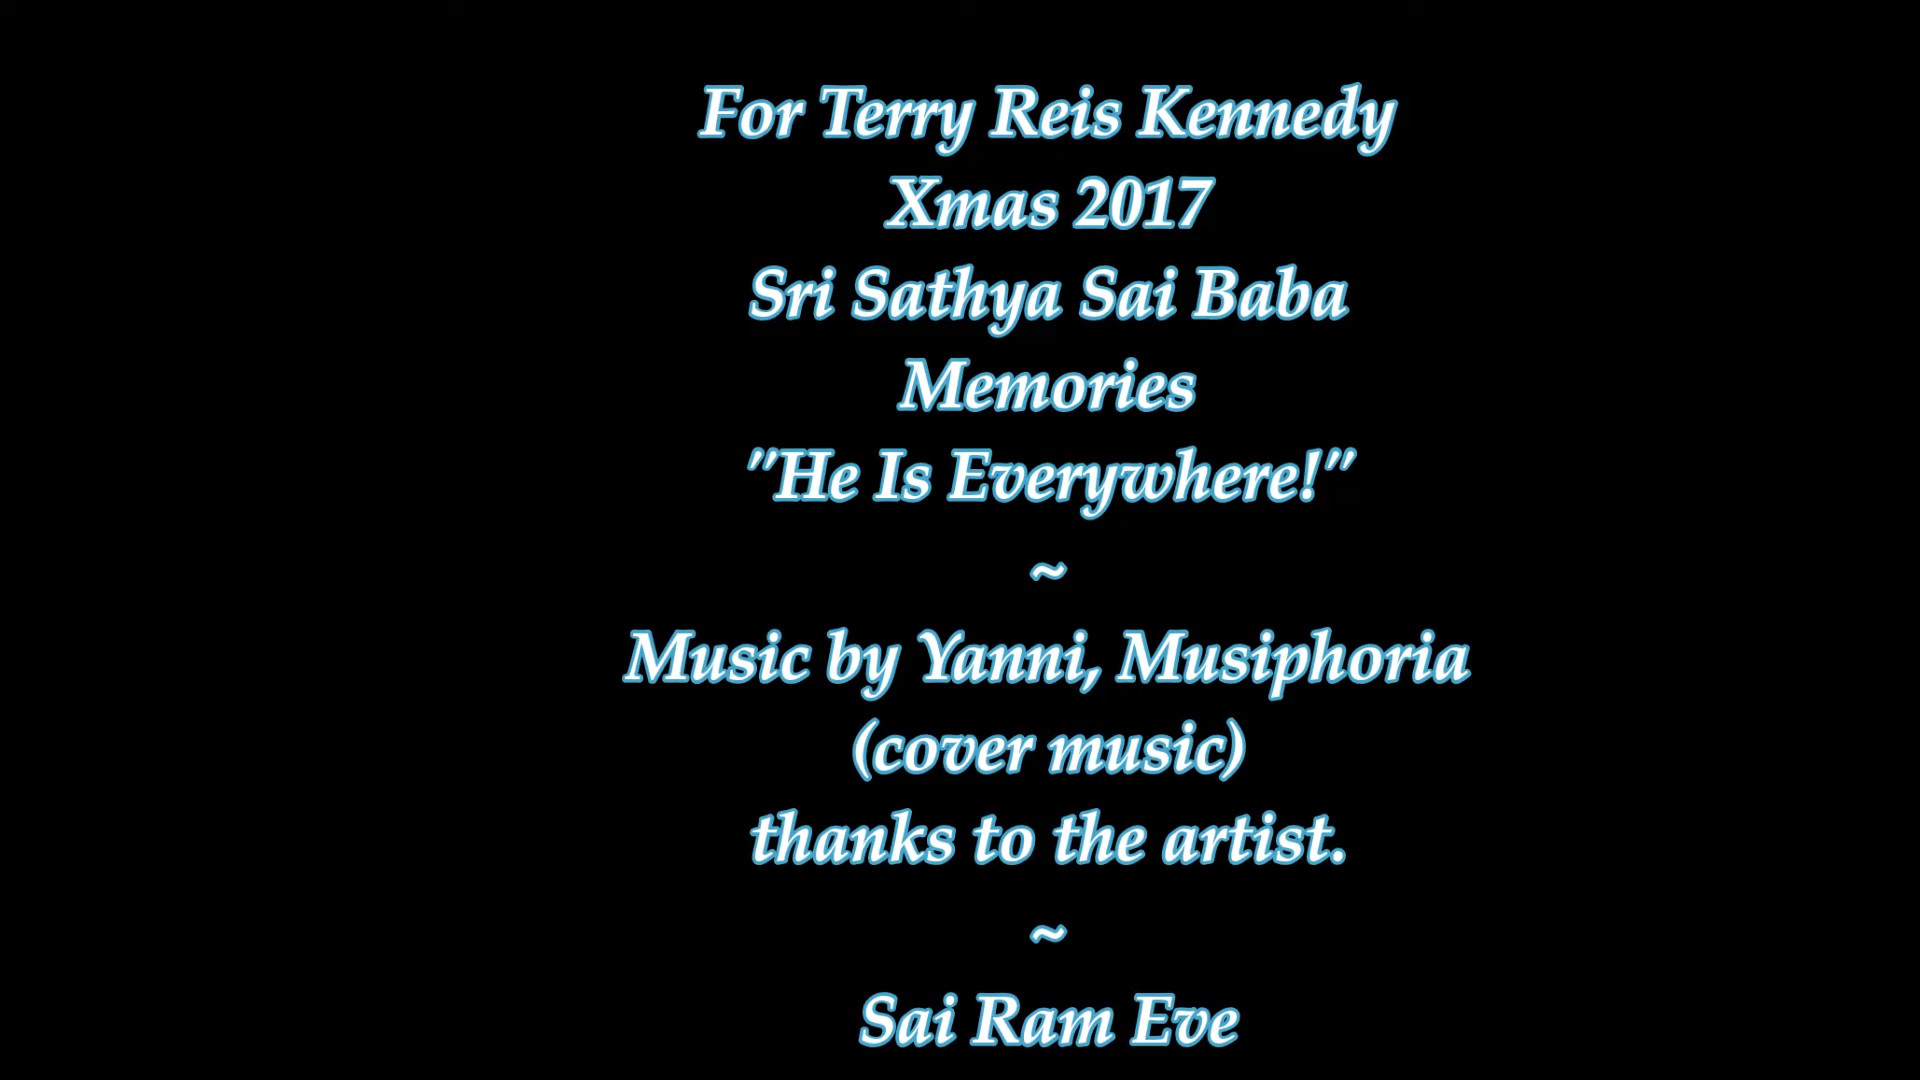 For Terry Reis Kennedy
Xmas 2017
Sri Sathya Sai Baba
Memories
"He Is Everywhere!"
~
Music by Yanni, Musiphoria
(cover music)
thanks to the artist.
~
Sai Ram Eve